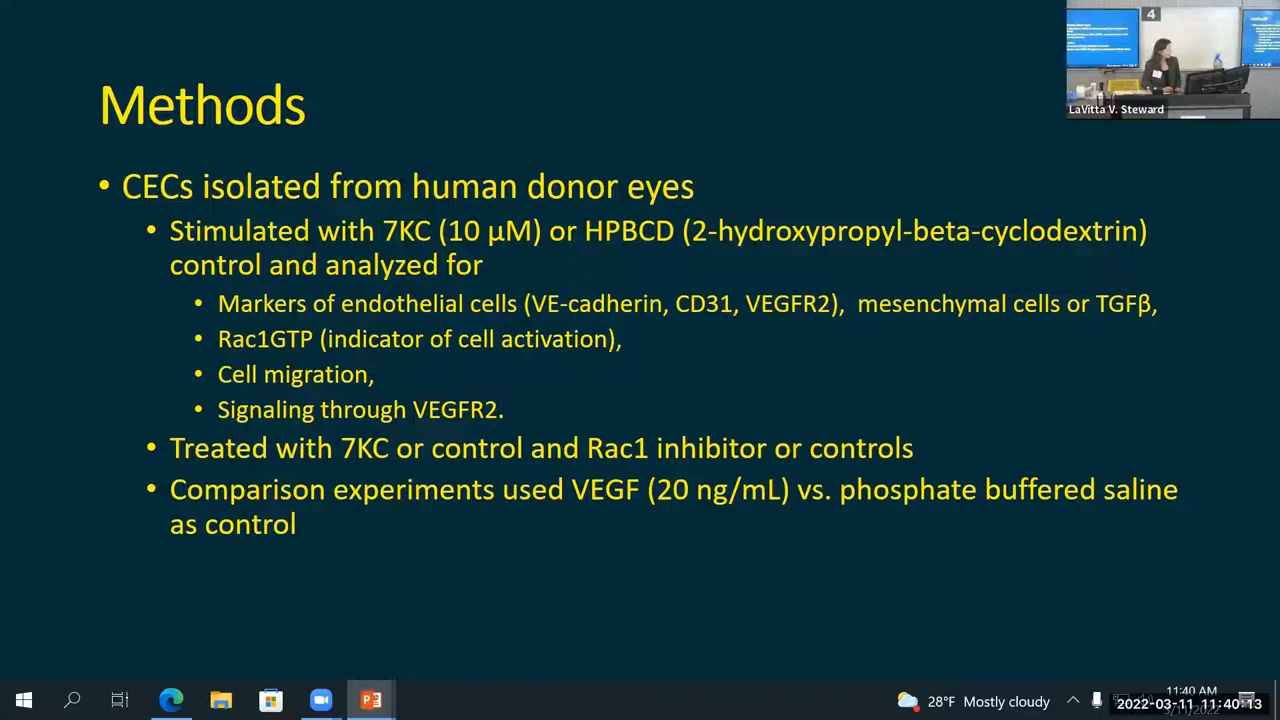 Methods
• CECs isolated from human donor eyes
• Stimulated with 7KC (10 µM) or HPBCD (2-hydroxypropyl-beta-cyclodextrin)
control and analyzed for
• Markers of endothelial cells (VE-cadherin, CD31, VEGFR2), mesenchymal cells or TGFβ,
• Rac1GTP (indicator of cell activation),
• Cell migration,
• Signaling through VEGFR2.
• Treated with 7KC or control and Rac1 inhibitor or controls
• Comparison experiments used VEGF (20 ng/mL) vs. phosphate buffered saline
as control
4
LaVitta V. Steward
28°F Mostly cloudy
11:40 AM
2022-03-11 11:40:13